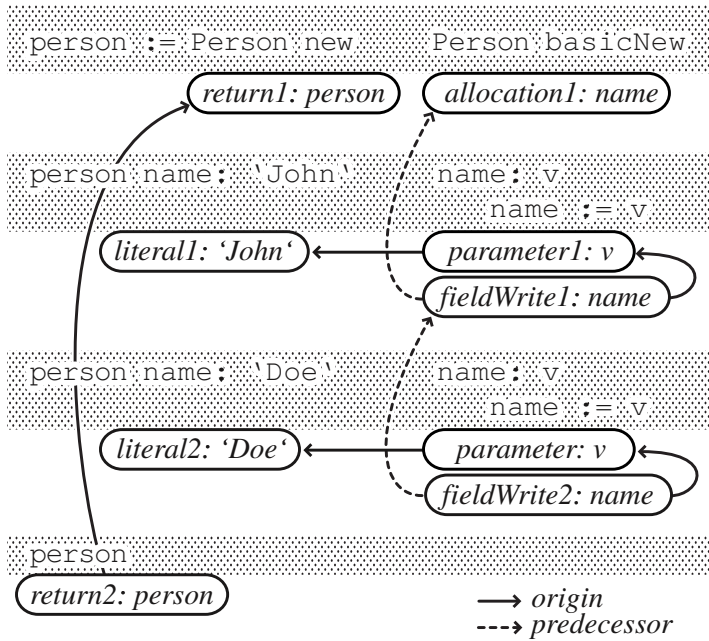 person := Person new Person basicNew
return1: person allocation1: name
person name: 'John' name: v
name := v
literal1: ‘John‘ parameter1: v
fieldWrite1: name
person name: 'Doe' name: v
name := v
literal2: ‘Doe‘ parameter: v
fieldWrite2: name
person
return2: person
origin
predecessor